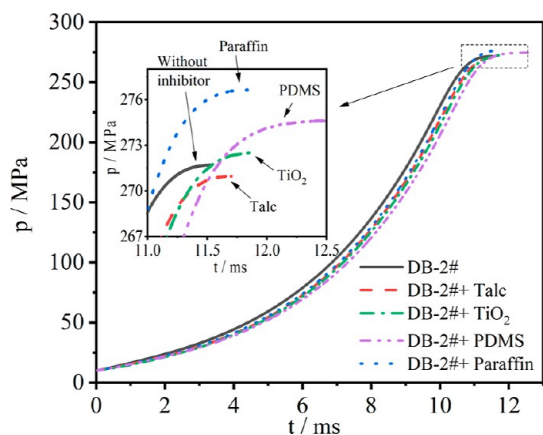 300
250
200
150
100
50
0
p / MPa
0 2 4 6 8 10 12
t / ms
276
273
270
267
p / MPa
11.0 11.5 12.0 12.5
t / ms
Paraffin
Without
inhibitor
PDMS
TiO₂
Talc
DB-2#
DB-2#+ Talc
DB-2#+ TiO₂
DB-2#+ PDMS
DB-2#+ Paraffin